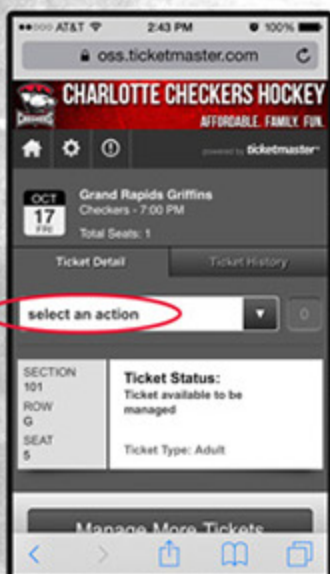 AT&T 2:43 PM 100%
oss.ticketmaster.com
CHARLOTTE CHECKERS HOCKEY
CHECKERS
AFFORDABLE. FAMILY. FUN.
powered by ticketmaster
OCT
17
FRI
Grand Rapids Griffins
Checkers - 7:00 PM
Total Seats: 1
Ticket Detail
Ticket History
select an action
0
SECTION
101
ROW
G
SEAT
5
Ticket Status:
Ticket available to be
managed
Ticket Type: Adult
Manage More Tickets